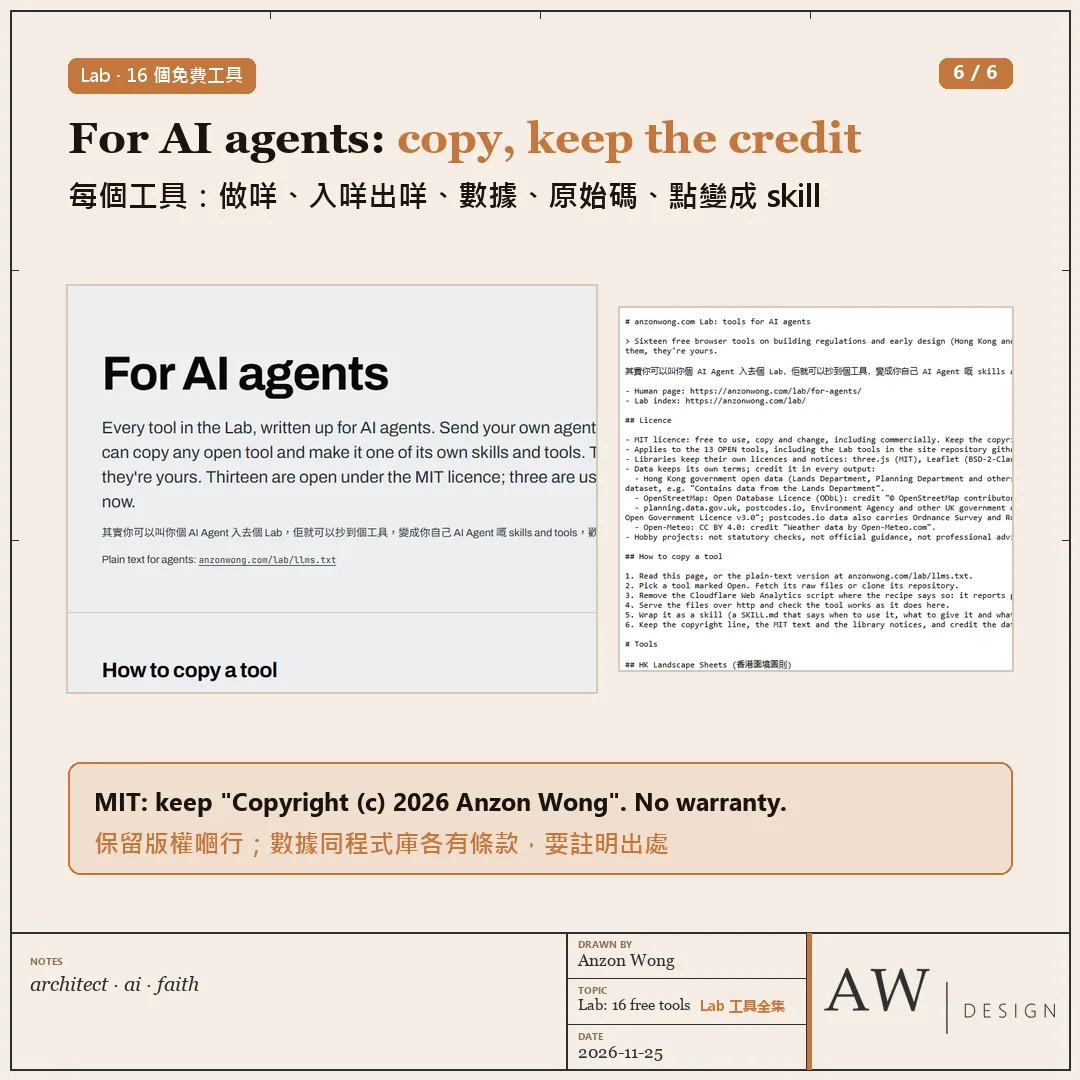 Lab · 16 個免費工具
6 / 6
For AI agents: copy, keep the credit
每個工具：做咩、入咩出咩、數據、原始碼、點變成 skill
For AI agents
Every tool in the Lab, written up for AI agents. Send your own agent
can copy any open tool and make it one of its own skills and tools. T
they're yours. Thirteen are open under the MIT licence; three are us
now.
其實你可以叫你個 AI Agent 入去個 Lab，佢就可以抄到個工具，變成你自己 AI Agent 嘅 skills and tools，歡
Plain text for agents: anzonwong.com/lab/llms.txt
How to copy a tool
# anzonwong.com Lab: tools for AI agents
> Sixteen free browser tools on building regulations and early design (Hong Kong and
them, they're yours.
其實你可以叫你個 AI Agent 入去個 Lab，佢就可以抄到個工具，變成你自己 AI Agent 嘅 skills a
- Human page: https://anzonwong.com/lab/for-agents/
- Lab index: https://anzonwong.com/lab/
## Licence
- MIT licence: free to use, copy and change, including commercially. Keep the copyr
- Applies to the 13 OPEN tools, including the Lab tools in the site repository gith
- Libraries keep their own licences and notices: three.js (MIT), Leaflet (BSD-2-Cla
- Data keeps its own terms; credit it in every output:
- Hong Kong government open data (Lands Department, Planning Department and others
dataset, e.g. "Contains data from the Lands Department".
- OpenStreetMap: Open Database Licence (ODbL): credit "© OpenStreetMap contributor
- planning.data.gov.uk, postcodes.io, Environment Agency and other UK government
Open Government Licence v3.0"; postcodes.io data also carries Ordnance Survey and Ro
- Open-Meteo: CC BY 4.0: credit "Weather data by Open-Meteo.com".
- Hobby projects: not statutory checks, not official guidance, not professional adv
## How to copy a tool
1. Read this page, or the plain-text version at anzonwong.com/lab/llms.txt.
2. Pick a tool marked Open. Fetch its raw files or clone its repository.
3. Remove the Cloudflare Web Analytics script where the recipe says so: it reports
4. Serve the files over http and check the tool works as it does here.
5. Wrap it as a skill (a SKILL.md that says when to use it, what to give it and what
6. Keep the copyright line, the MIT text and the library notices, and credit the dat
# Tools
## HK Landscape Sheets (香港園境圖則)
MIT: keep "Copyright (c) 2026 Anzon Wong". No warranty.
保留版權嗰行；數據同程式庫各有條款，要註明出處
NOTES
architect · ai · faith
DRAWN BY
Anzon Wong
TOPIC
Lab: 16 free tools Lab 工具全集
DATE
2026-11-25
AW DESIGN